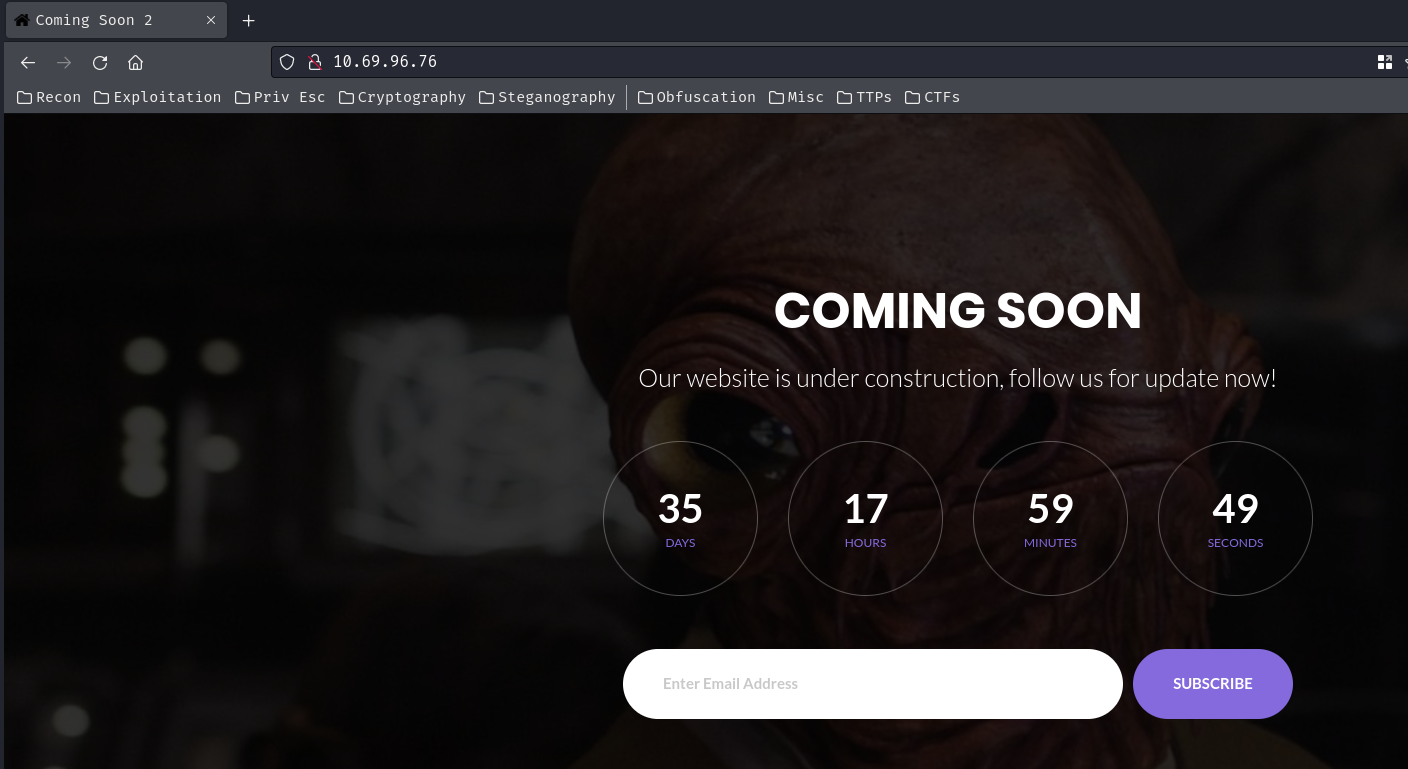 Coming Soon 2
10.69.96.76
Recon Exploitation Priv Esc Cryptography Steganography Obfuscation Misc TTPs CTFs
COMING SOON
Our website is under construction, follow us for update now!
35 17 59 49
DAYS HOURS MINUTES SECONDS
Enter Email Address SUBSCRIBE